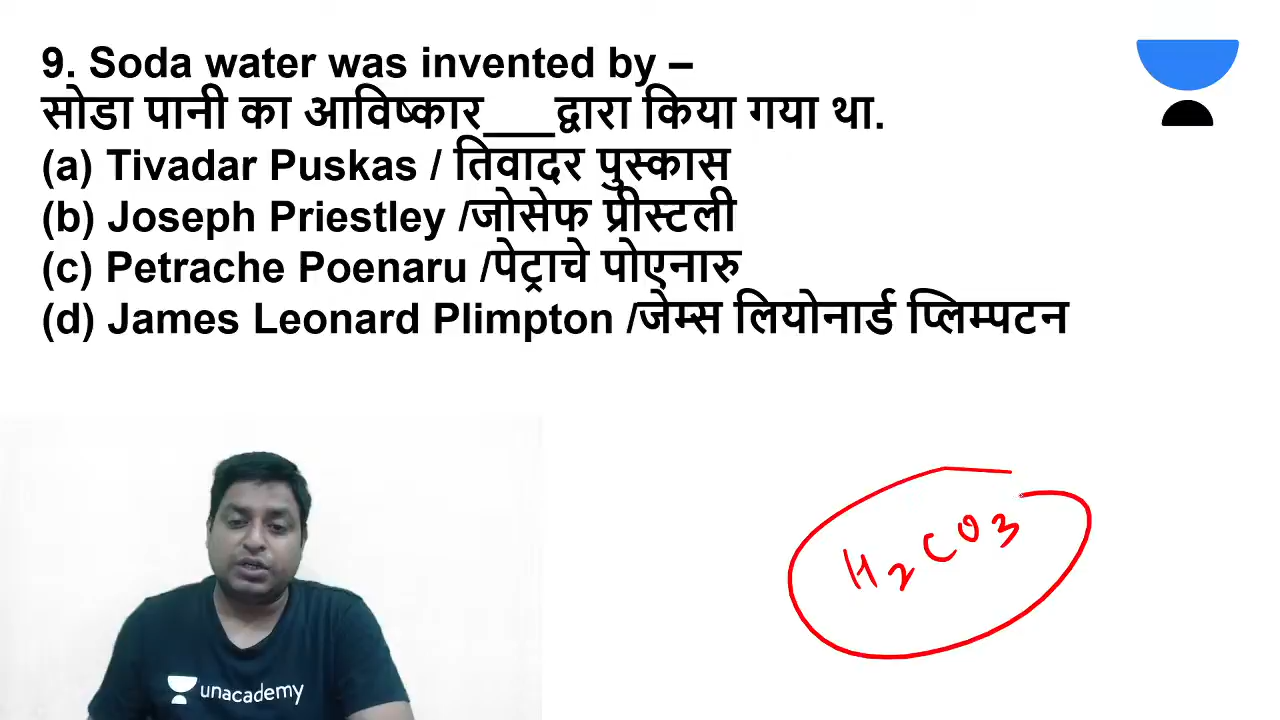 9. Soda water was invented by –
सोडा पानी का आविष्कार___द्वारा किया गया था.
(a) Tivadar Puskas / तिवादर पुस्कास
(b) Joseph Priestley /जोसेफ प्रीस्टली
(c) Petrache Poenaru /पेट्राचे पोएनारु
(d) James Leonard Plimpton /जेम्स लियोनार्ड प्लिम्पटन
H2CO3
unacademy